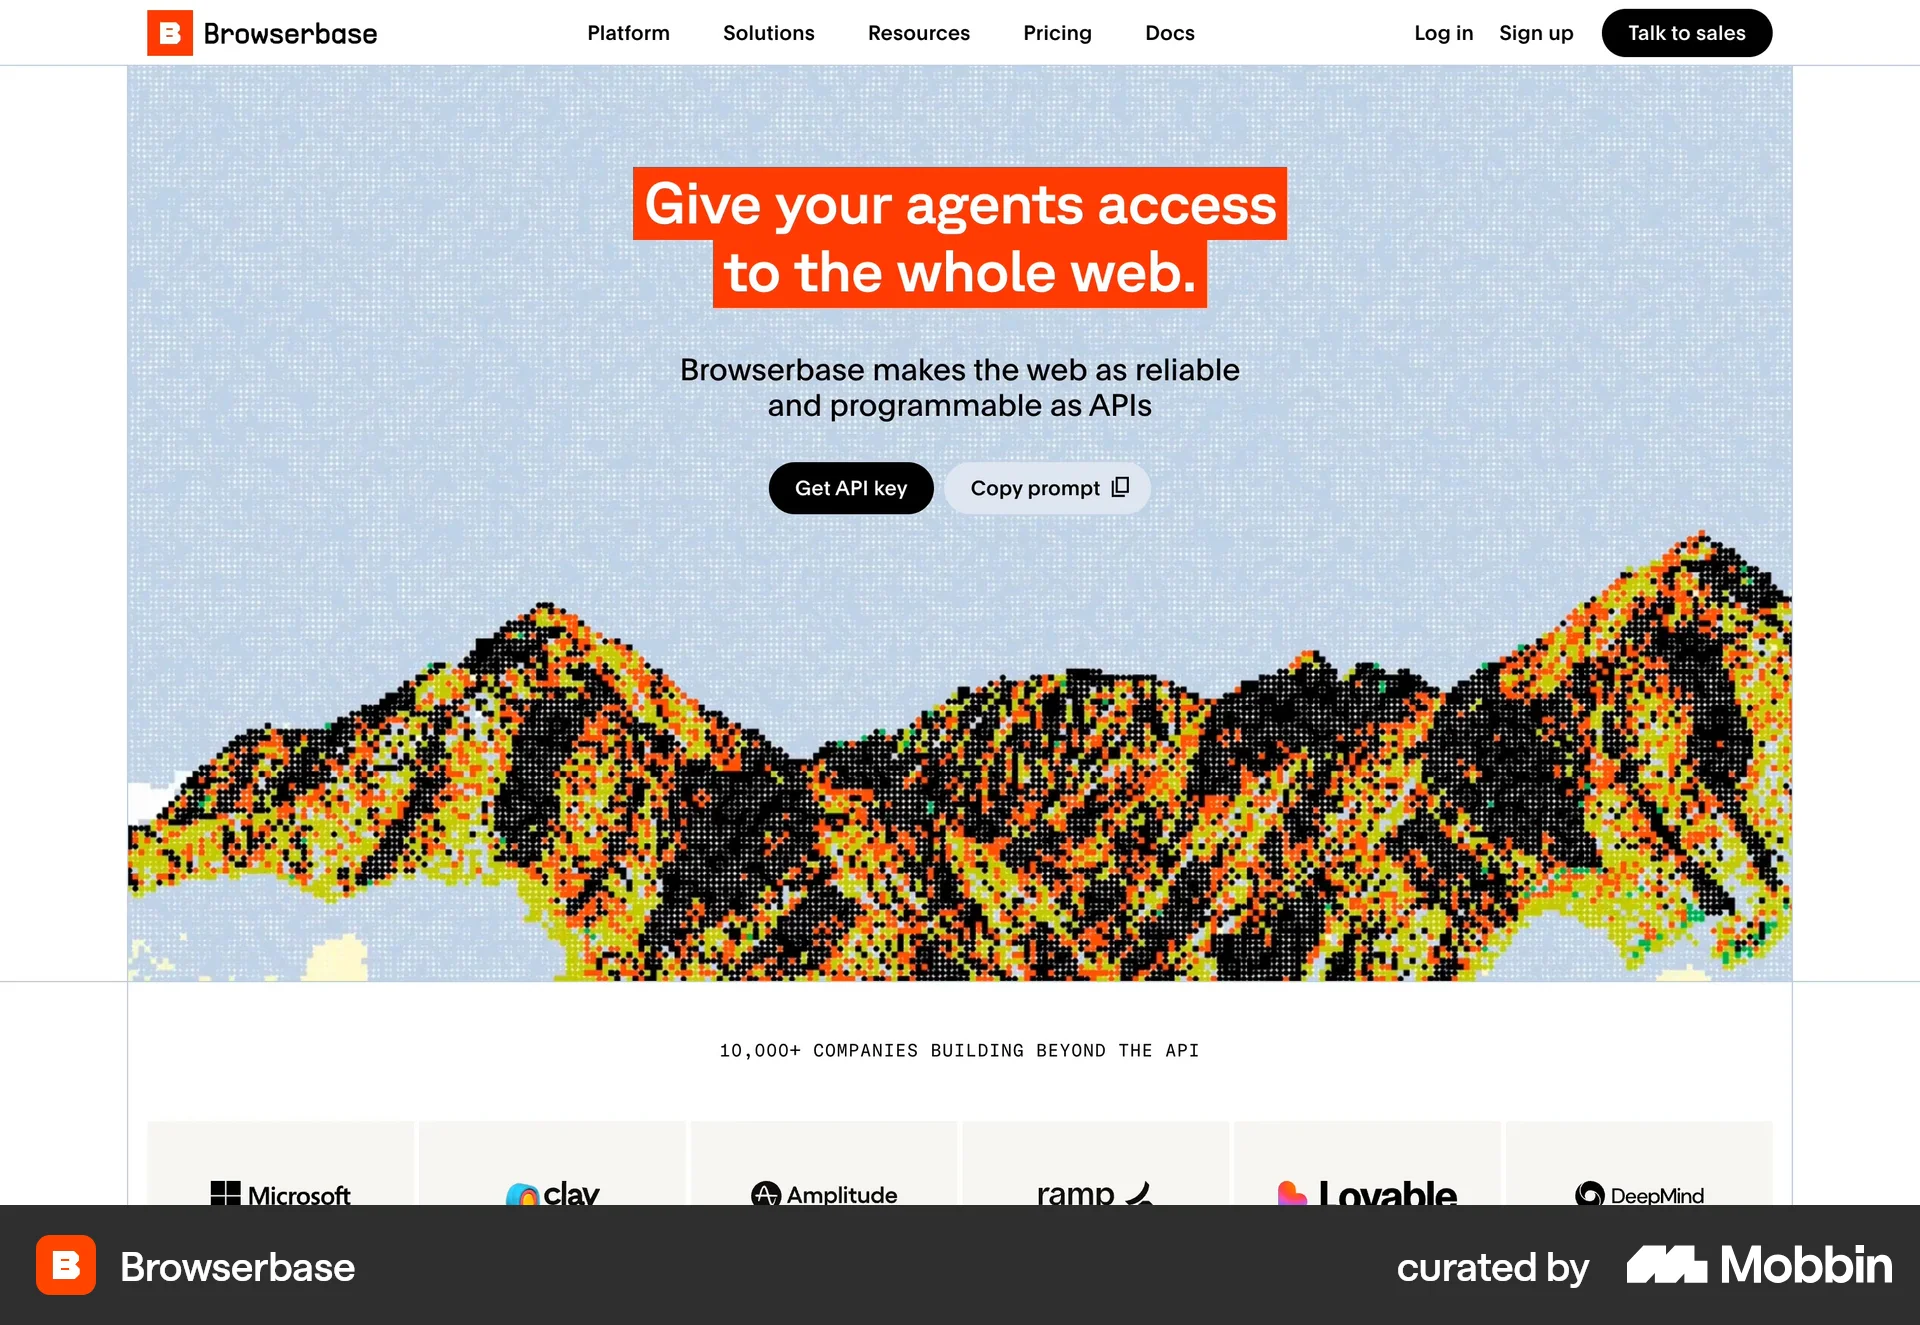 B Browserbase
Platform Solutions Resources Pricing Docs
Log in Sign up Talk to sales
Give your agents access
to the whole web.
Browserbase makes the web as reliable
and programmable as APIs
Get API key Copy prompt
10,000+ COMPANIES BUILDING BEYOND THE API
Microsoft clay Amplitude ramp Lovable DeepMind
B Browserbase
curated by Mobbin